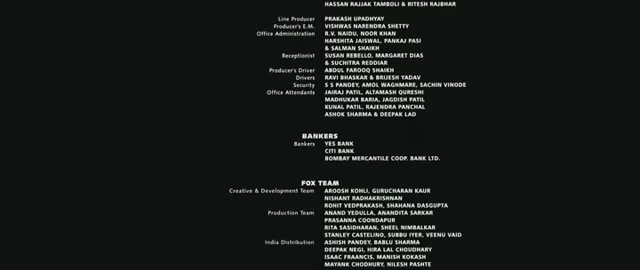 HASSAN RAJJAK TAMBOLI & RITESH RAJBHAR
Line Producer PRAKASH UPADHYAY
Producer's E.M. VISHWAS NARENDRA SHETTY
Office Administration R.V. NAIDU, NOOR KHAN
HARSHITA JAISWAL, PANKAJ PASI
& SALMAN SHAIKH
Receptionist SUSAN REBELLO, MARGARET DIAS
& SUCHITRA REDDIAR
Producer's Driver ABDUL FAROOQ SHAIKH
Drivers RAVI BHASKAR & BRIJESH YADAV
Security S S PANDEY, AMOL WAGHMARE, SACHIN VINODE
Office Attendants JAIRAJ PATIL, ALTAMASH QURESHI
MADHUKAR BARIA, JAGDISH PATIL
KUNAL PATIL, RAJENDRA PANCHAL
ASHOK SHARMA & DEEPAK LAD
BANKERS
Bankers YES BANK
CITI BANK
BOMBAY MERCANTILE COOP. BANK LTD.
FOX TEAM
Creative & Development Team AROOSH KOHLI, GURUCHARAN KAUR
NISHANT RADHAKRISHNAN
ROHIT VEDPRAKASH, SHAHANA DASGUPTA
Production Team ANAND YEDULLA, ANANDITA SARKAR
PRASANNA COONDAPUR
RITA SASIDHARAN, SHEEL NIMBALKAR
STANLEY CASTELINO, SUBBU IYER, VEENU VAID
India Distribution ASHISH PANDEY, BABLU SHARMA
DEEPAK NEGI, HIRA LAL CHOUDHARY
ISAAC FRAANCIS, MANISH KOKASH
MAYANK CHODHURY, NILESH PASHTE